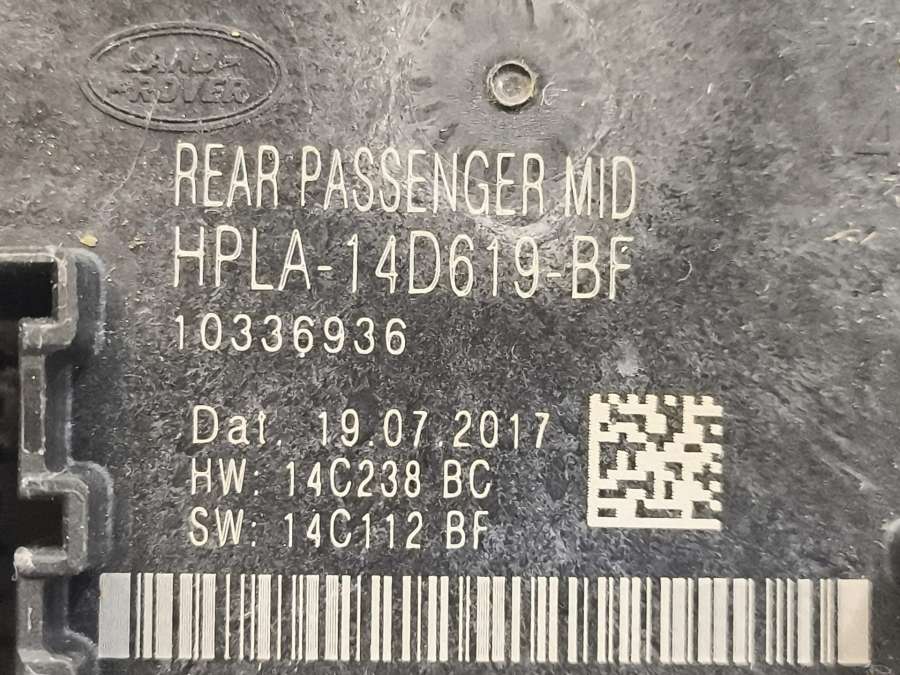 LAND-
ROVER
REAR PASSENGER MID
HPLA-14D619-BF
10336936
Dat. 19.07.2017
HW: 14C238 BC
SW: 14C112 BF
4